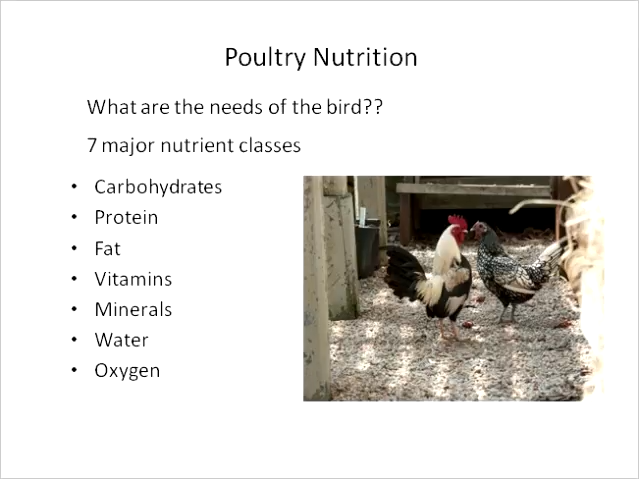 Poultry Nutrition
What are the needs of the bird??
7 major nutrient classes
• Carbohydrates
• Protein
• Fat
• Vitamins
• Minerals
• Water
• Oxygen